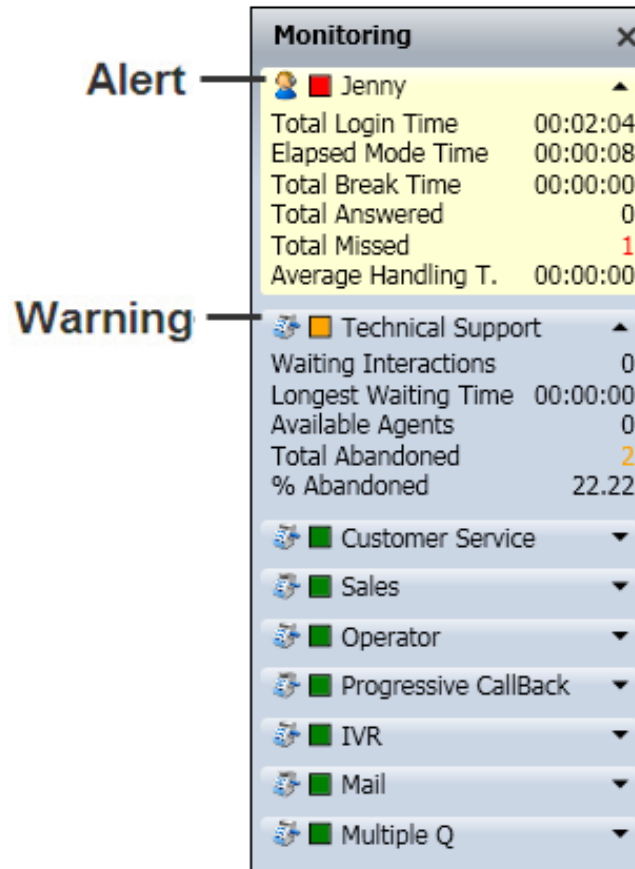 Monitoring
Alert
Jenny
Total Login Time 00:02:04
Elapsed Mode Time 00:00:08
Total Break Time 00:00:00
Total Answered 0
Total Missed 1
Average Handling T. 00:00:00
Warning
Technical Support
Waiting Interactions 0
Longest Waiting Time 00:00:00
Available Agents 0
Total Abandoned 2
% Abandoned 22.22
Customer Service
Sales
Operator
Progressive CallBack
IVR
Mail
Multiple Q